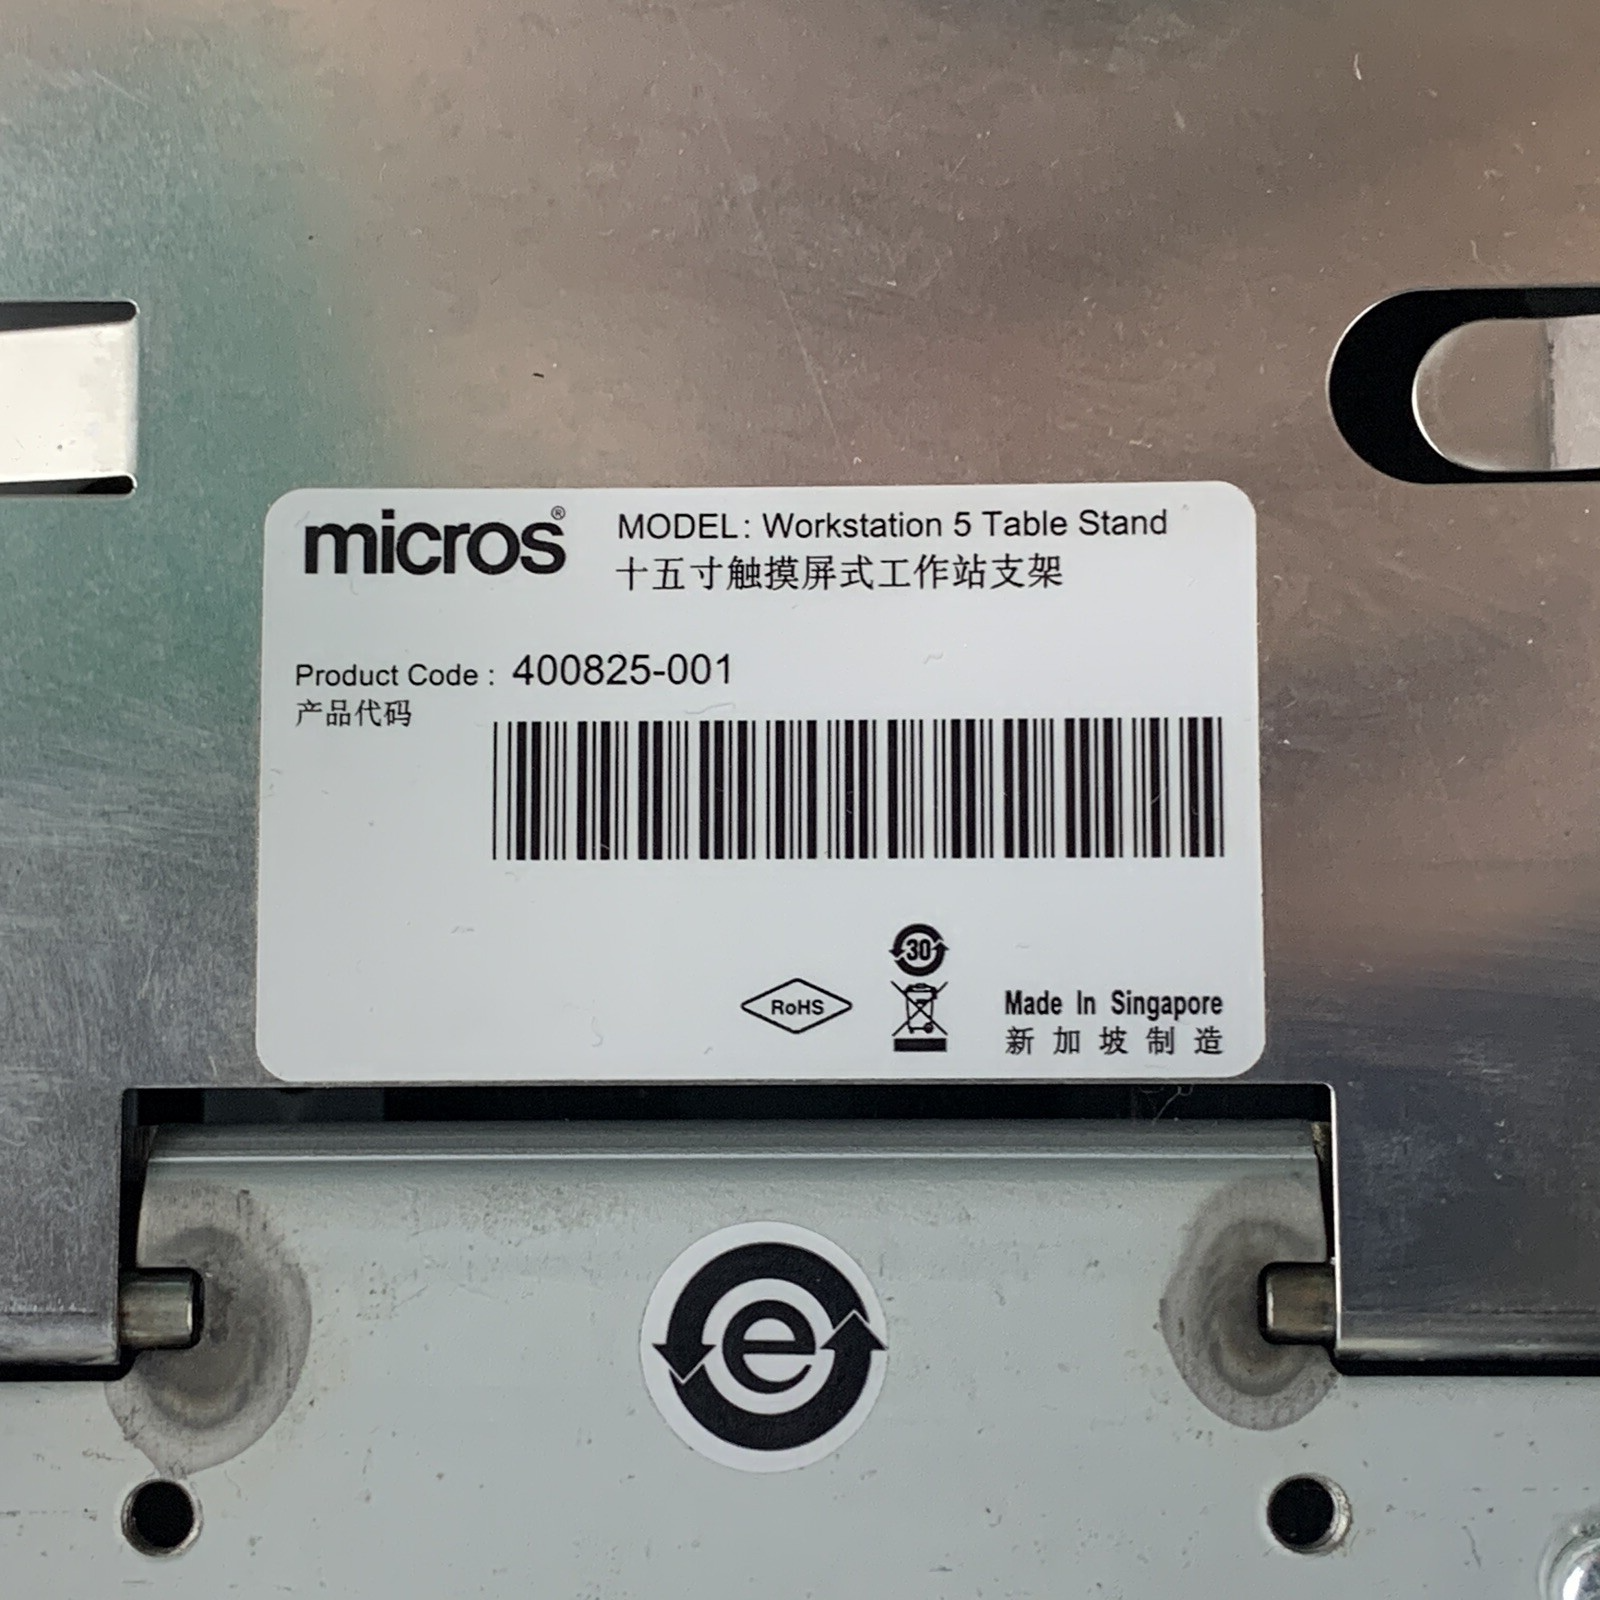 micros®
MODEL: Workstation 5 Table Stand
十五寸触摸屏式工作站支架
Product Code : 400825-001
产品代码
30
RoHS
Made In Singapore
新加坡制造
e